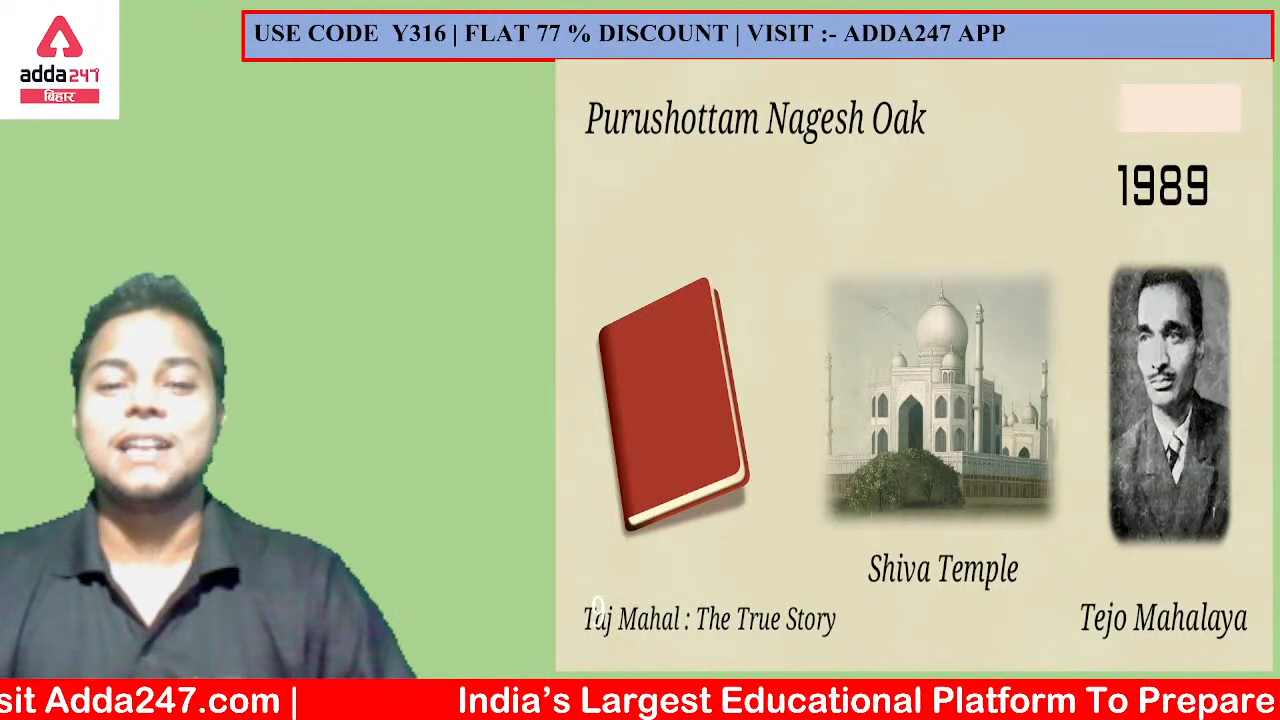 adda247
बिहार
USE CODE Y316 | FLAT 77 % DISCOUNT | VISIT :- ADDA247 APP
Purushottam Nagesh Oak
1989
Shiva Temple
Taj Mahal : The True Story
9
Tejo Mahalaya
sit Adda247.com | India’s Largest Educational Platform To Prepare